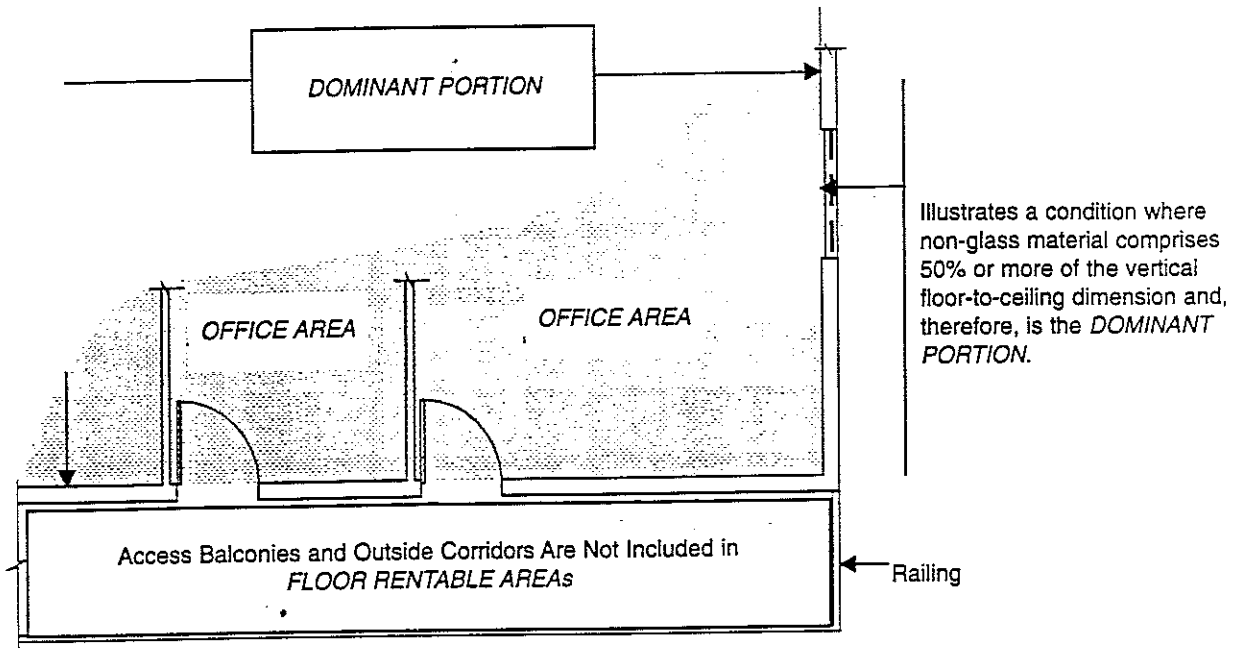 DOMINANT PORTION
Illustrates a condition where
non-glass material comprises
50% or more of the vertical
floor-to-ceiling dimension and,
therefore, is the DOMINANT
PORTION.
OFFICE AREA
OFFICE AREA
Access Balconies and Outside Corridors Are Not Included in
FLOOR RENTABLE AREAs
Railing